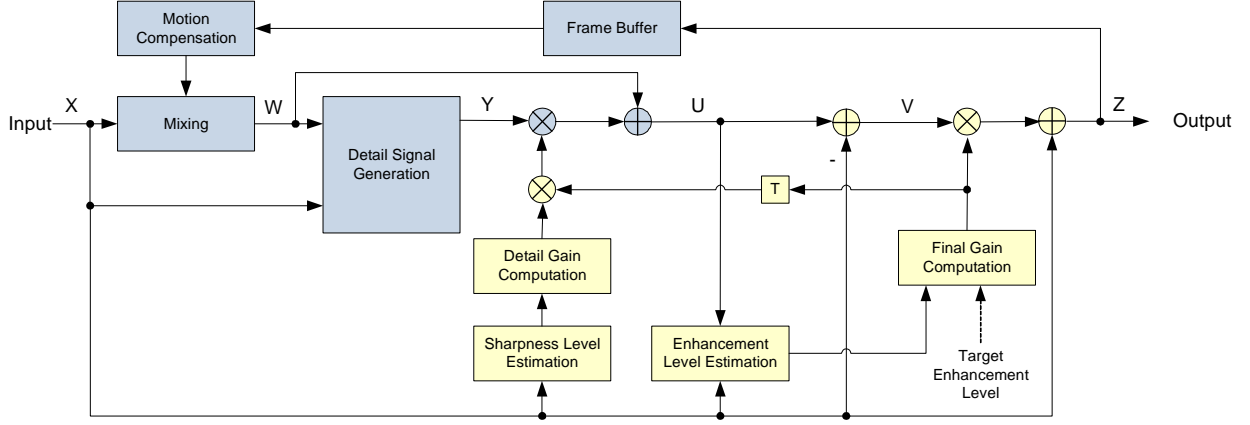 Motion
Compensation
Frame Buffer
X
W
Y
U
V
Z
Input
Mixing
Output
Detail Signal
Generation
-
T
Detail Gain
Computation
Final Gain
Computation
Sharpness Level
Estimation
Enhancement
Level Estimation
Target
Enhancement
Level